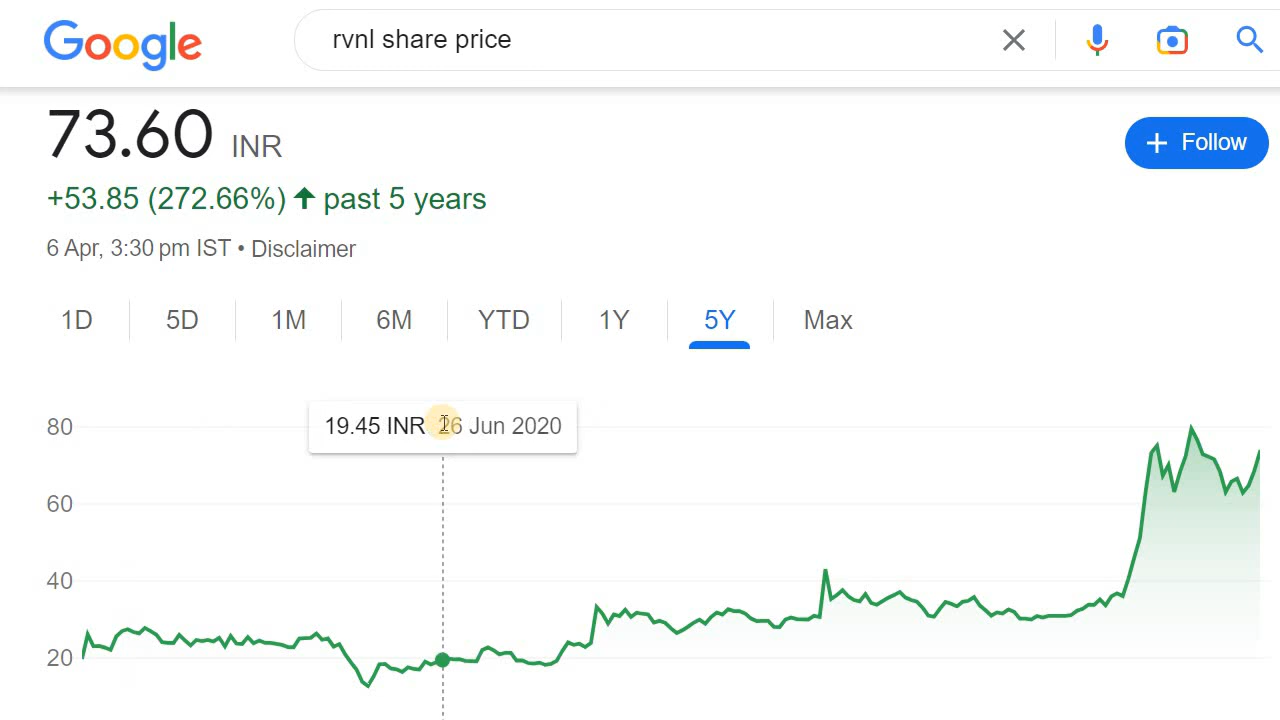 Google
rvnl share price
73.60 INR
+ Follow
+53.85 (272.66%) ↑ past 5 years
6 Apr, 3:30 pm IST • Disclaimer
1D 5D 1M 6M YTD 1Y 5Y Max
19.45 INR 26 Jun 2020
80
60
40
20